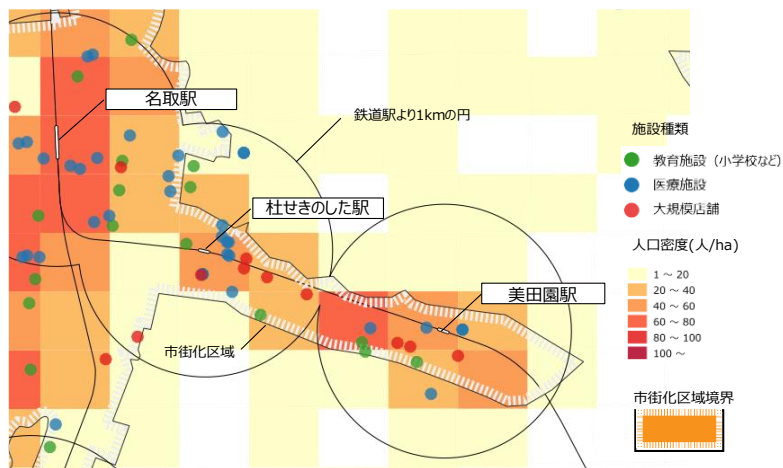 名取駅
鉄道駅より1kmの円
杜せきのした駅
美田園駅
市街化区域
施設種類
教育施設（小学校など）
医療施設
大規模店舗
人口密度(人/ha)
1 ～ 20
20 ～ 40
40 ～ 60
60 ～ 80
80 ～ 100
100 ～
市街化区域境界